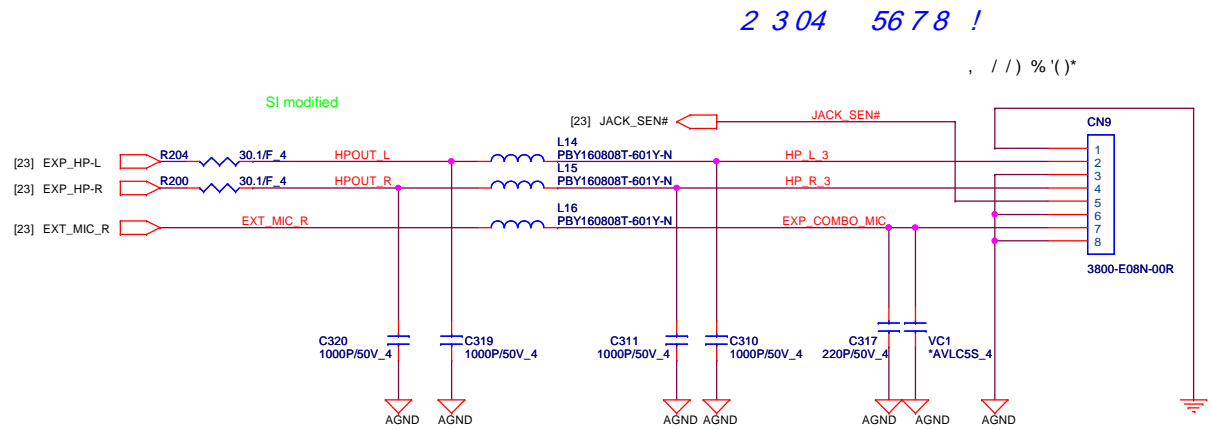 2 3 04 5 6 7 8 !
, / / ) % '( )*
SI modified
[23] JACK_SEN#
JACK_SEN#
CN9
[23] EXP_HP-L
R204
30.1/F_4
HPOUT_L
L14
PBY160808T-601Y-N
HP_L_3
[23] EXP_HP-R
R200
30.1/F_4
HPOUT_R
L15
PBY160808T-601Y-N
HP_R_3
[23] EXT_MIC_R
EXT_MIC_R
L16
PBY160808T-601Y-N
EXP_COMBO_MIC
1
2
3
4
5
6
7
8
3800-E08N-00R
C320
1000P/50V_4
C319
1000P/50V_4
C311
1000P/50V_4
C310
1000P/50V_4
C317
220P/50V_4
VC1
*AVLC5S_4
AGND
AGND
AGND
AGND
AGND
AGND
AGND